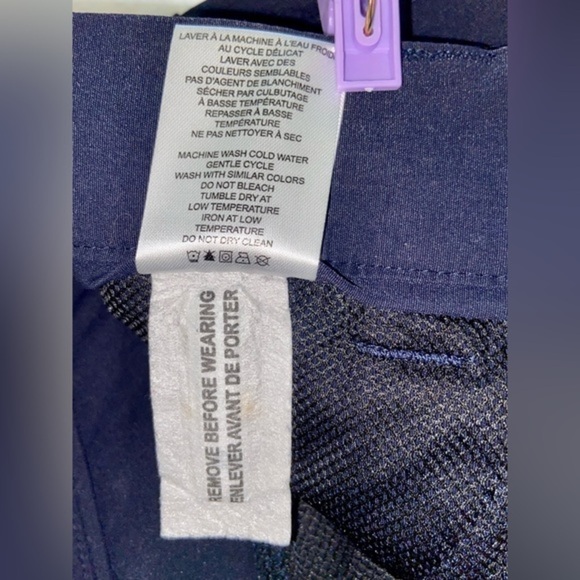 LAVER À LA MACHINE À L'EAU FROIDE
AU CYCLE DÉLICAT
LAVER AVEC DES
COULEURS SEMBLABLES
PAS D'AGENT DE BLANCHIMENT
SÉCHER PAR CULBUTAGE
À BASSE TEMPÉRATURE
REPASSER À BASSE
TEMPÉRATURE
NE PAS NETTOYER À SEC
MACHINE WASH COLD WATER
GENTLE CYCLE
WASH WITH SIMILAR COLORS
DO NOT BLEACH
TUMBLE DRY AT
LOW TEMPERATURE
IRON AT LOW
TEMPERATURE
DO NOT DRY CLEAN
REMOVE BEFORE WEARING
ENLEVER AVANT DE PORTER